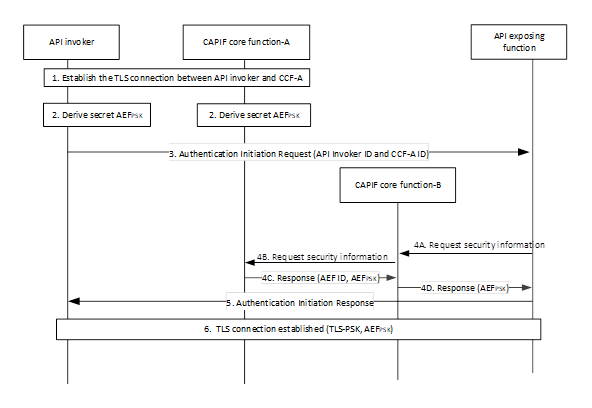 API invoker
CAPIF core function-A
API exposing
function
1. Establish the TLS connection between API invoker and CCF-A
2. Derive secret AEFPSK
2. Derive secret AEFPSK
3. Authentication Initiation Request (API Invoker ID and CCF-A ID)
CAPIF core function-B
4A. Request security information
4B. Request security information
4C. Response (AEF ID, AEFPSK)
4D. Response (AEFPSK)
5. Authentication Initiation Response
6. TLS connection established (TLS-PSK, AEFPSK)